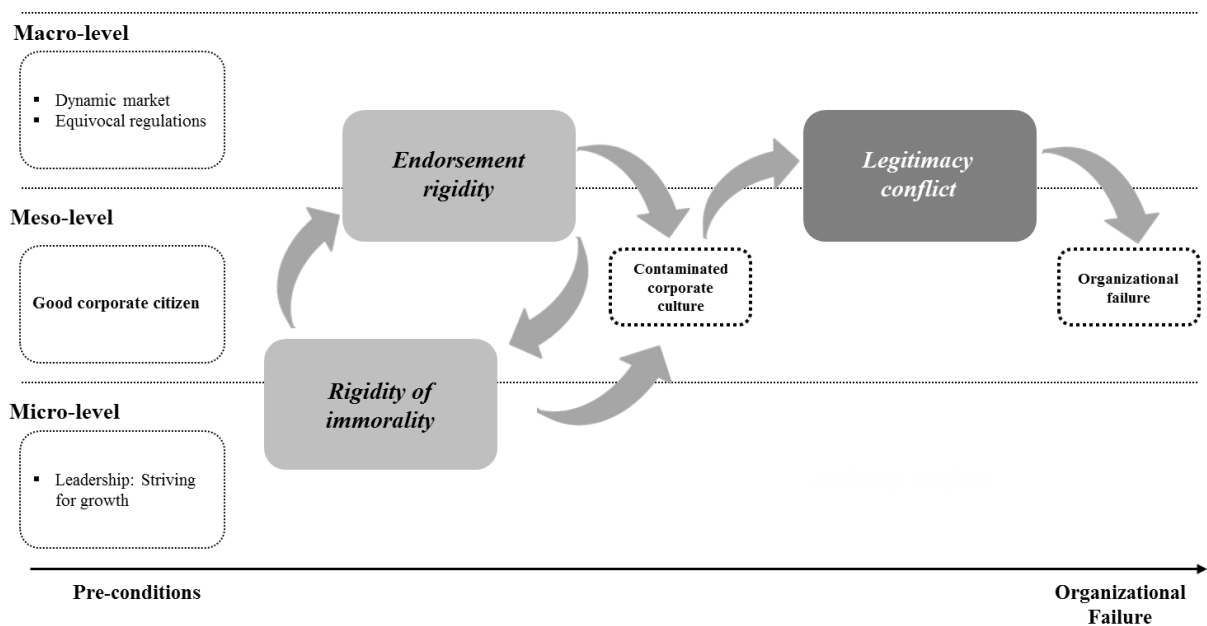 Macro-level
▪ Dynamic market
▪ Equivocal regulations
Endorsement
rigidity
Legitimacy
conflict
Meso-level
Good corporate citizen
Contaminated
corporate
culture
Organizational
failure
Rigidity of
immorality
Micro-level
▪ Leadership: Striving
for growth
Pre-conditions
Organizational
Failure